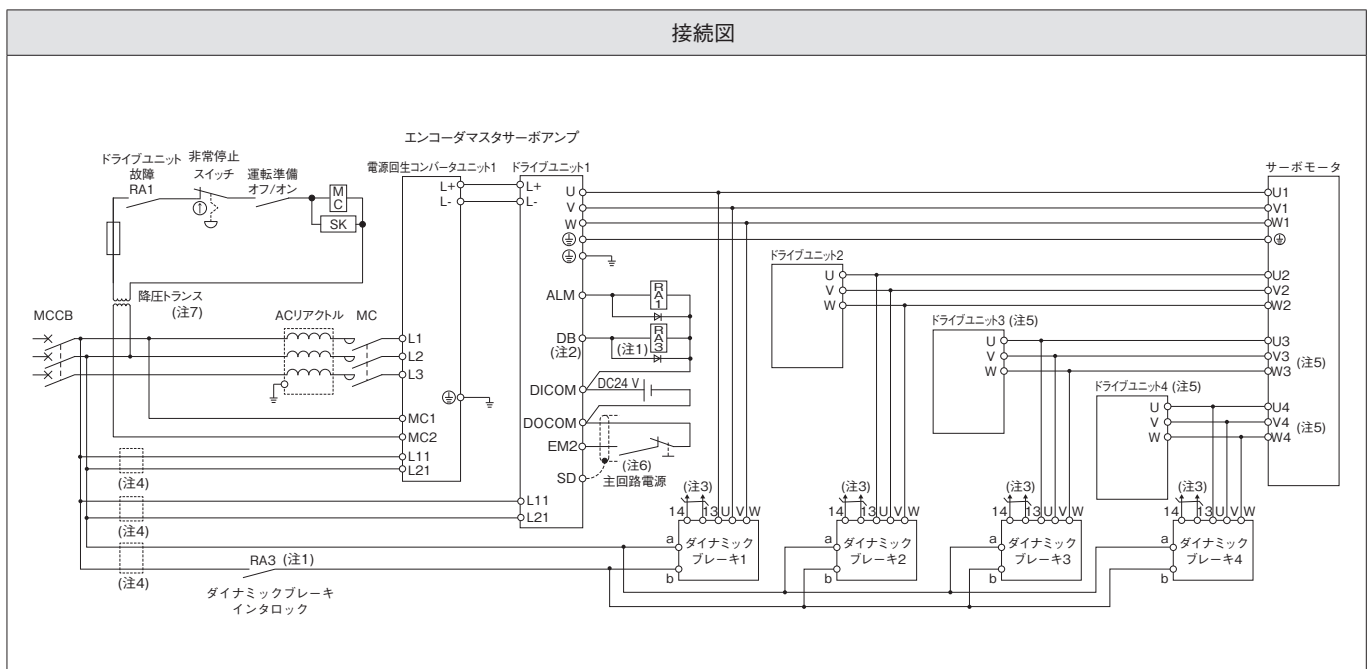 接続図
エンコーダマスタサーボアンプ
ドライブユニット
故障
RA1
非常停止
スイッチ
運転準備
オフ/オン
MC
SK
電源回生コンバータユニット1
ドライブユニット1
サーボモータ
L+
L-
L+
L-
U
V
W
U1
V1
W1
ドライブユニット2
U
V
W
U2
V2
W2
ALM
RA1
DB
(注2)
(注1)
RA3
ドライブユニット3 (注5)
U
V
W
U3
V3
W3
(注5)
降圧トランス
(注7)
MCCB
ACリアクトル
MC
L1
L2
L3
DICOM
DC24 V
ドライブユニット4 (注5)
U
V
W
U4
V4
W4
(注5)
MC1
MC2
L11
L21
DOCOM
EM2
SD
(注6)
主回路電源
(注4)
(注4)
(注4)
L11
L21
RA3 (注1)
ダイナミックブレーキ
インタロック
(注3)
14 13 U V W
a
b
ダイナミック
ブレーキ1
(注3)
14 13 U V W
a
b
ダイナミック
ブレーキ2
(注3)
14 13 U V W
a
b
ダイナミック
ブレーキ3
(注3)
14 13 U V W
a
b
ダイナミック
ブレーキ4